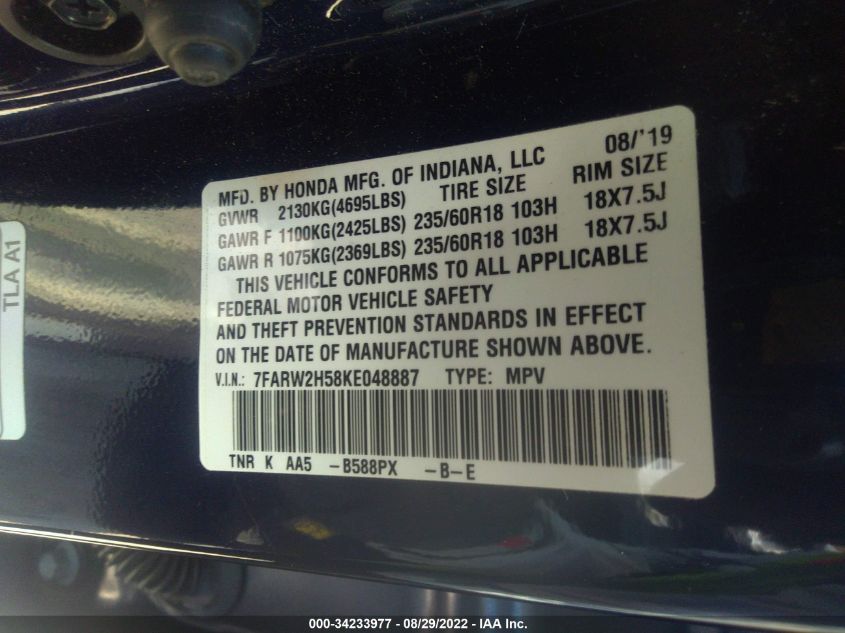 MFD. BY HONDA MFG. OF INDIANA, LLC 08/'19
GVWR 2130KG(4695LBS) TIRE SIZE RIM SIZE
GAWR F 1100KG(2425LBS) 235/60R18 103H 18X7.5J
GAWR R 1075KG(2369LBS) 235/60R18 103H 18X7.5J
THIS VEHICLE CONFORMS TO ALL APPLICABLE
FEDERAL MOTOR VEHICLE SAFETY
AND THEFT PREVENTION STANDARDS IN EFFECT
ON THE DATE OF MANUFACTURE SHOWN ABOVE.
V.I.N.: 7FARW2H58KE048887 TYPE: MPV
TNR K AA5 -B588PX -B-E
TLA A1
000-34233977 - 08/29/2022 - IAA Inc.